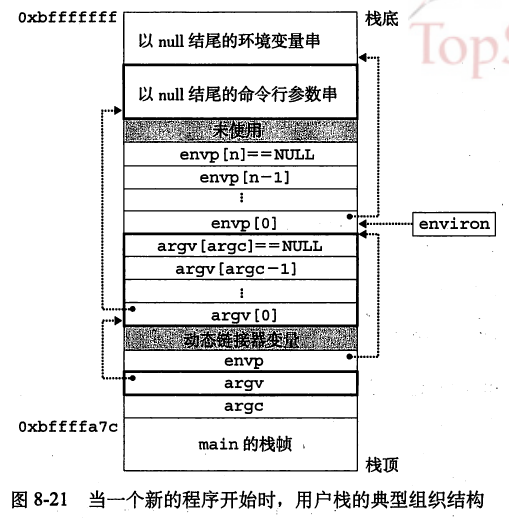 0xbfffffff
栈底
以 null 结尾的环境变量串
TopS
以 null 结尾的命令行参数串
未使用
envp[n]==NULL
envp[n-1]
⋮
envp[0]
environ
argv[argc]==NULL
argv[argc-1]
⋮
argv[0]
动态链接器变量
envp
argv
argc
0xbffffa7c
main 的栈帧
栈顶
图 8-21 当一个新的程序开始时，用户栈的典型组织结构